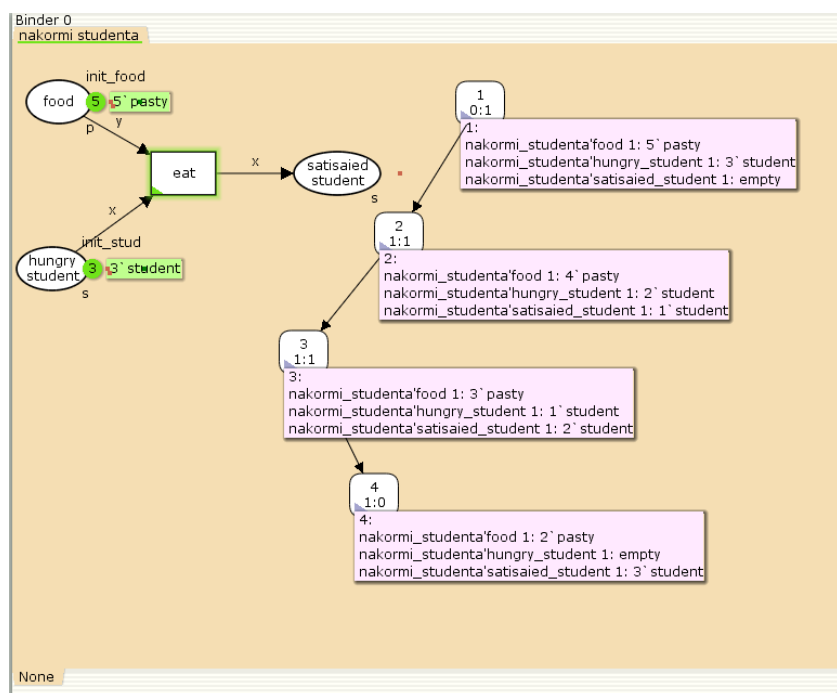 Binder 0
nakormi studenta
init_food
food
5
5`pasty
p
y
eat
x
satisaied
student
s
x
init_stud
hungry
student
3
3`student
s
1
0:1
1:
nakormi_studenta'food 1: 5`pasty
nakormi_studenta'hungry_student 1: 3`student
nakormi_studenta'satisaied_student 1: empty
2
1:1
2:
nakormi_studenta'food 1: 4`pasty
nakormi_studenta'hungry_student 1: 2`student
nakormi_studenta'satisaied_student 1: 1`student
3
1:1
3:
nakormi_studenta'food 1: 3`pasty
nakormi_studenta'hungry_student 1: 1`student
nakormi_studenta'satisaied_student 1: 2`student
4
1:0
4:
nakormi_studenta'food 1: 2`pasty
nakormi_studenta'hungry_student 1: empty
nakormi_studenta'satisaied_student 1: 3`student
None